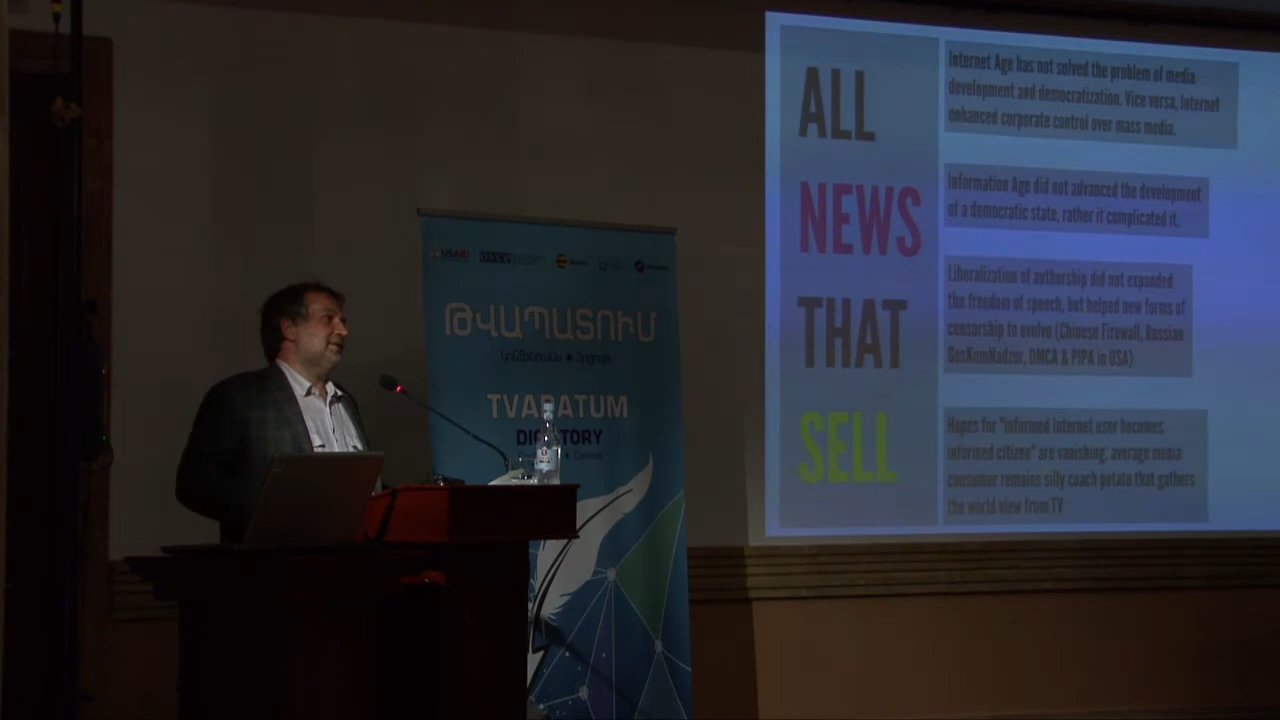 USAID
OSCE
ԹՎԱՊԱՏՈՒՄ
TVAPATUM
DIGISTORY
ALL
NEWS
THAT
SELL
Internet Age has not solved the problem of media
development and democratization. Vice versa, Internet
enhanced corporate control over mass media.
Information Age did not advanced the development
of a democratic state, rather it complicated it.
Liberalization of authorship did not expanded
the freedom of speech, but helped new forms of
censarship to evolve (Chinese Firewall, Russian
GosKomNadzor, DMCA & PIPA in USA)
Hopes for "informed Internet user becomes
informed citizen" are vanishing; average media
consumer remains silly coach potato that gathers
the world view from TV